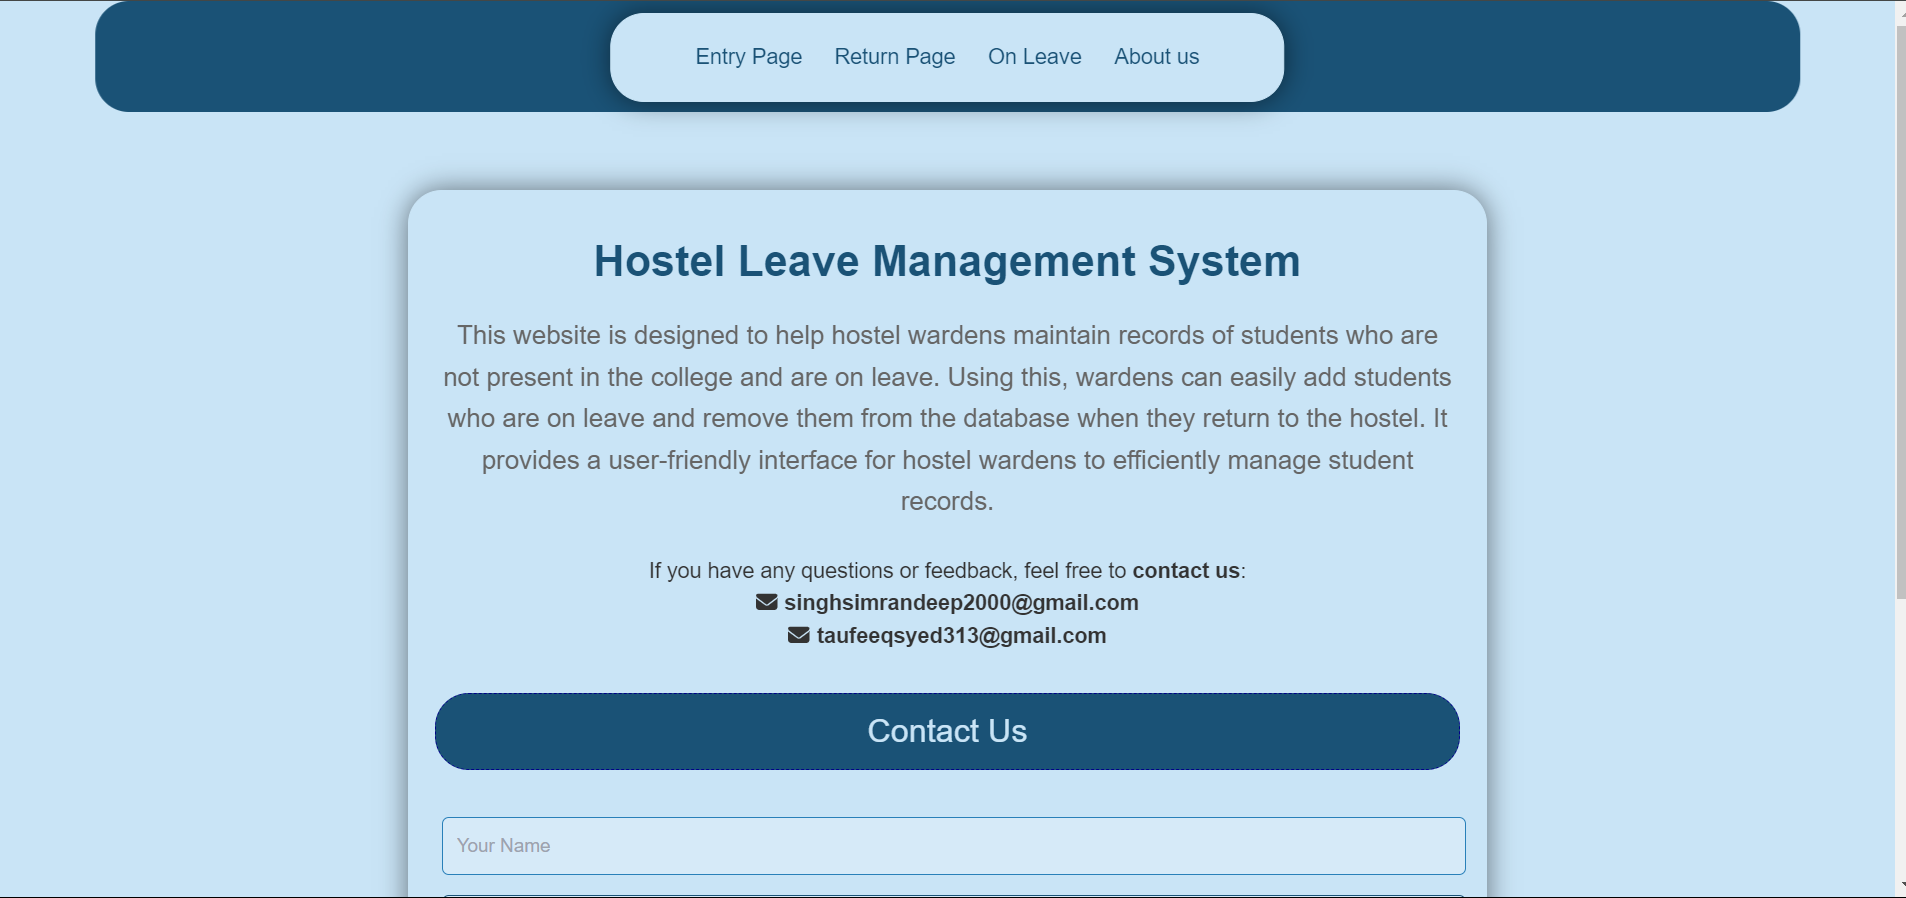 Entry Page Return Page On Leave About us
Hostel Leave Management System
This website is designed to help hostel wardens maintain records of students who are
not present in the college and are on leave. Using this, wardens can easily add students
who are on leave and remove them from the database when they return to the hostel. It
provides a user-friendly interface for hostel wardens to efficiently manage student
records.
If you have any questions or feedback, feel free to contact us:
singhsimrandeep2000@gmail.com
taufeeqsyed313@gmail.com
Contact Us
Your Name